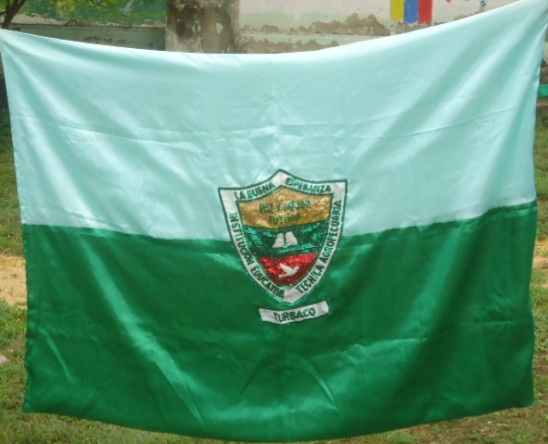 LA BUENA ESPERANZA
INSTITUCION EDUCATIVA
TECNICA AGROPECUARIA
TURBACO